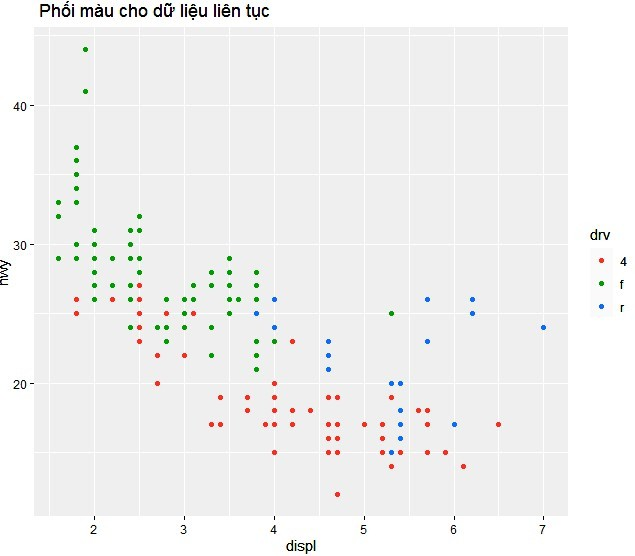 Phối màu cho dữ liệu liên tục
hwy
40
30
20
2 3 4 5 6 7
displ
drv
4
f
r